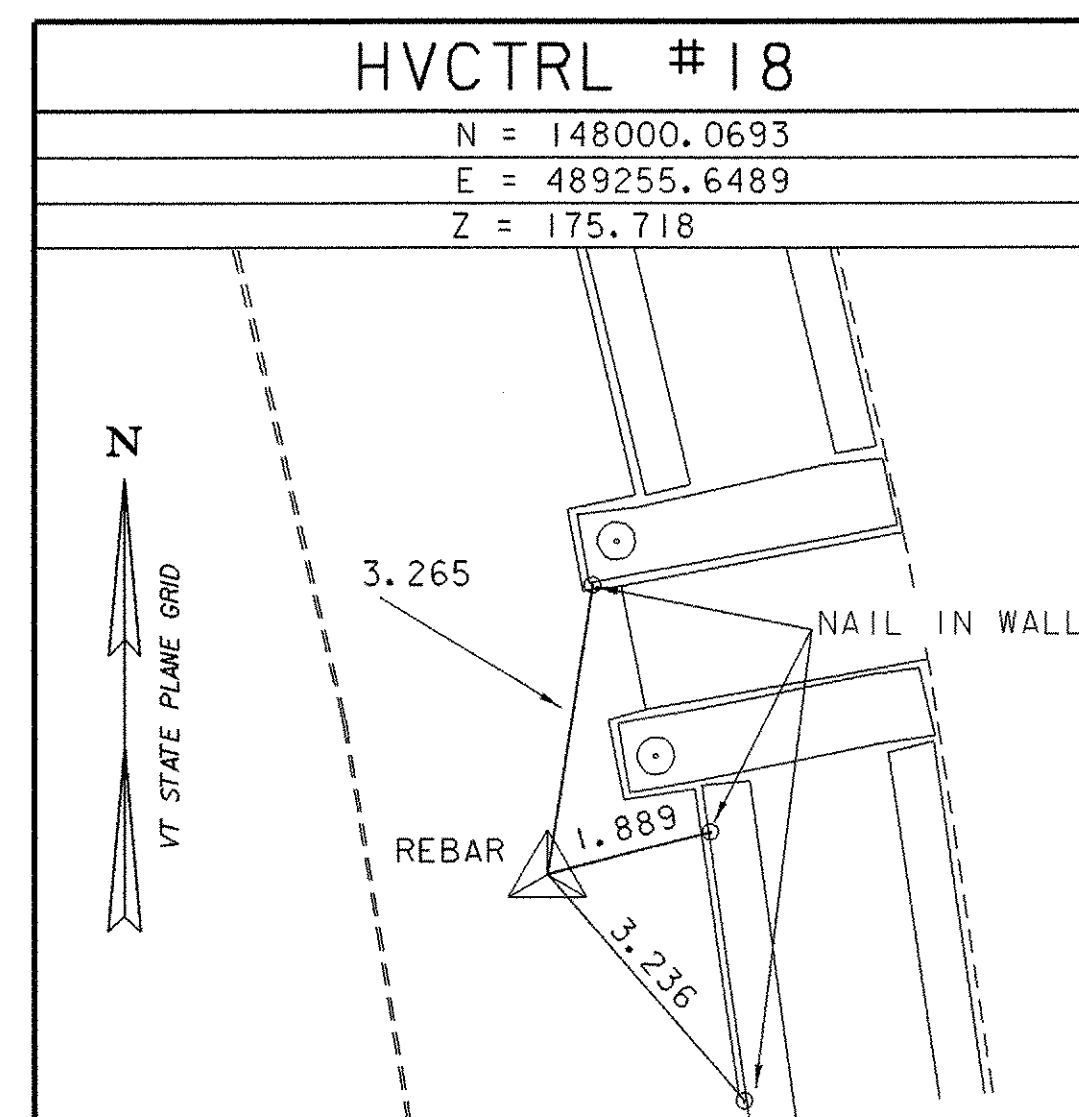 HVCTRL #18
N = 148000.0693
E = 489255.6489
Z = 175.718
N
VT STATE PLANE GRID
3.265
NAIL IN WALL
REBAR
1.889
3.236